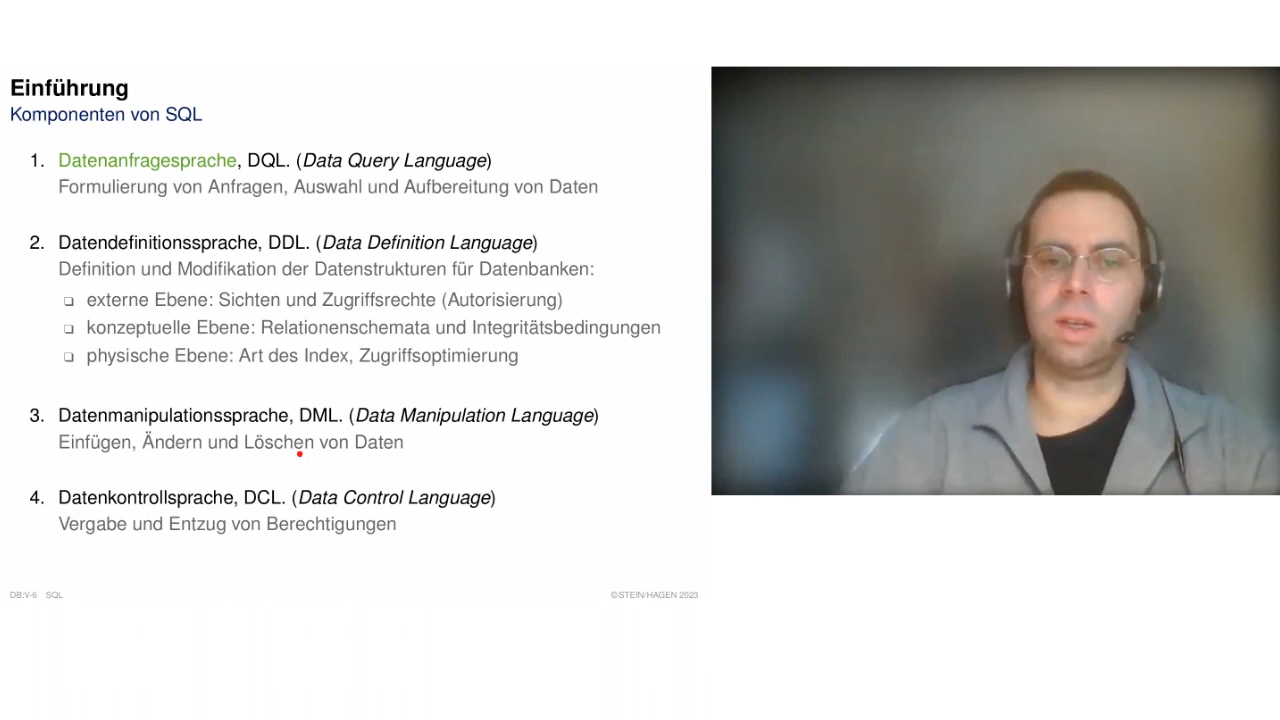 Einführung
Komponenten von SQL
1. Datenanfragesprache, DQL. (Data Query Language)
Formulierung von Anfragen, Auswahl und Aufbereitung von Daten
2. Datendefinitionssprache, DDL. (Data Definition Language)
Definition und Modifikation der Datenstrukturen für Datenbanken:
❑ externe Ebene: Sichten und Zugriffsrechte (Autorisierung)
❑ konzeptuelle Ebene: Relationenschemata und Integritätsbedingungen
❑ physische Ebene: Art des Index, Zugriffsoptimierung
3. Datenmanipulationssprache, DML. (Data Manipulation Language)
Einfügen, Ändern und Löschen von Daten
4. Datenkontrollsprache, DCL. (Data Control Language)
Vergabe und Entzug von Berechtigungen
DB:V-6 SQL
©STEIN/HAGEN 2023